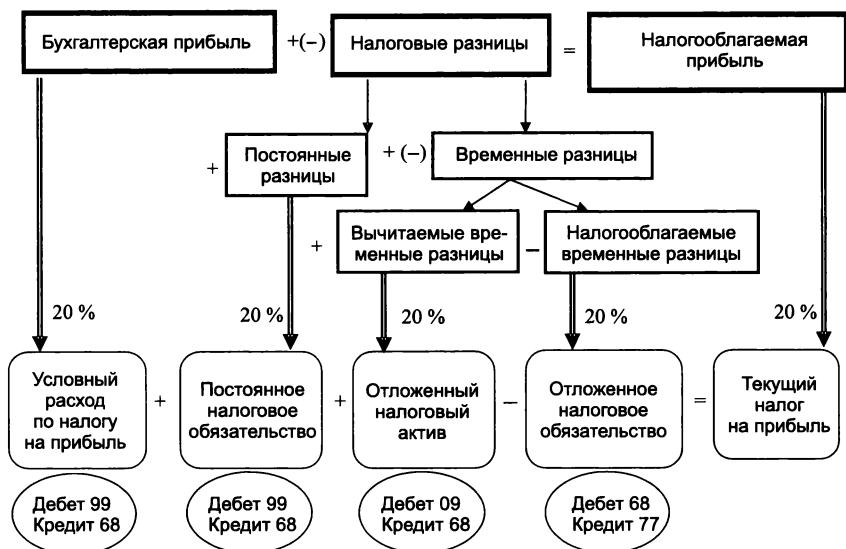 Бухгалтерская прибыль +(–) Налоговые разницы = Налогооблагаемая
прибыль
+ Постоянные
разницы
+ (–) Временные разницы
+ Вычитаемые вре-
менные разницы
– Налогооблагаемые
временные разницы
20 % 20 % 20 % 20 % 20 %
Условный
расход
по налогу
на прибыль
+
Постоянное
налоговое
обязательство
+
Отложенный
налоговый
актив
–
Отложенное
налоговое
обязательство
=
Текущий
налог
на прибыль
Дебет 99
Кредит 68
Дебет 99
Кредит 68
Дебет 09
Кредит 68
Дебет 68
Кредит 77